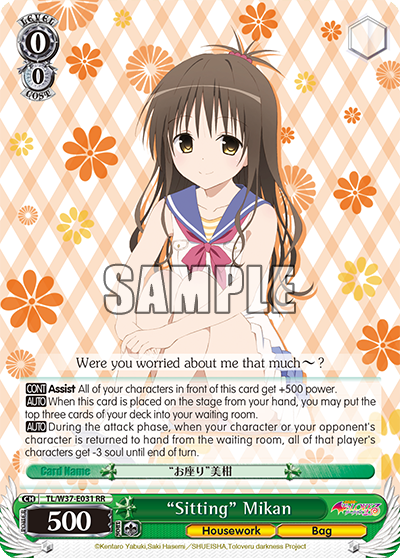 LEVEL
0
0
COST
SAMPLE
Were you worried about me that much～?
CONT Assist All of your characters in front of this card get +500 power.
AUTO When this card is placed on the stage from your hand, you may put the
top three cards of your deck into your waiting room.
AUTO During the attack phase, when your character or your opponent's
character is returned to hand from the waiting room, all of that player's
characters get -3 soul until end of turn.
Card Name
“お座り”美柑
CH TL/W37-E031 RR
500
“Sitting” Mikan
Housework
Bag
©Kentaro Yabuki,Saki Hasemi／SHUEISHA,Toloveru darkness Project